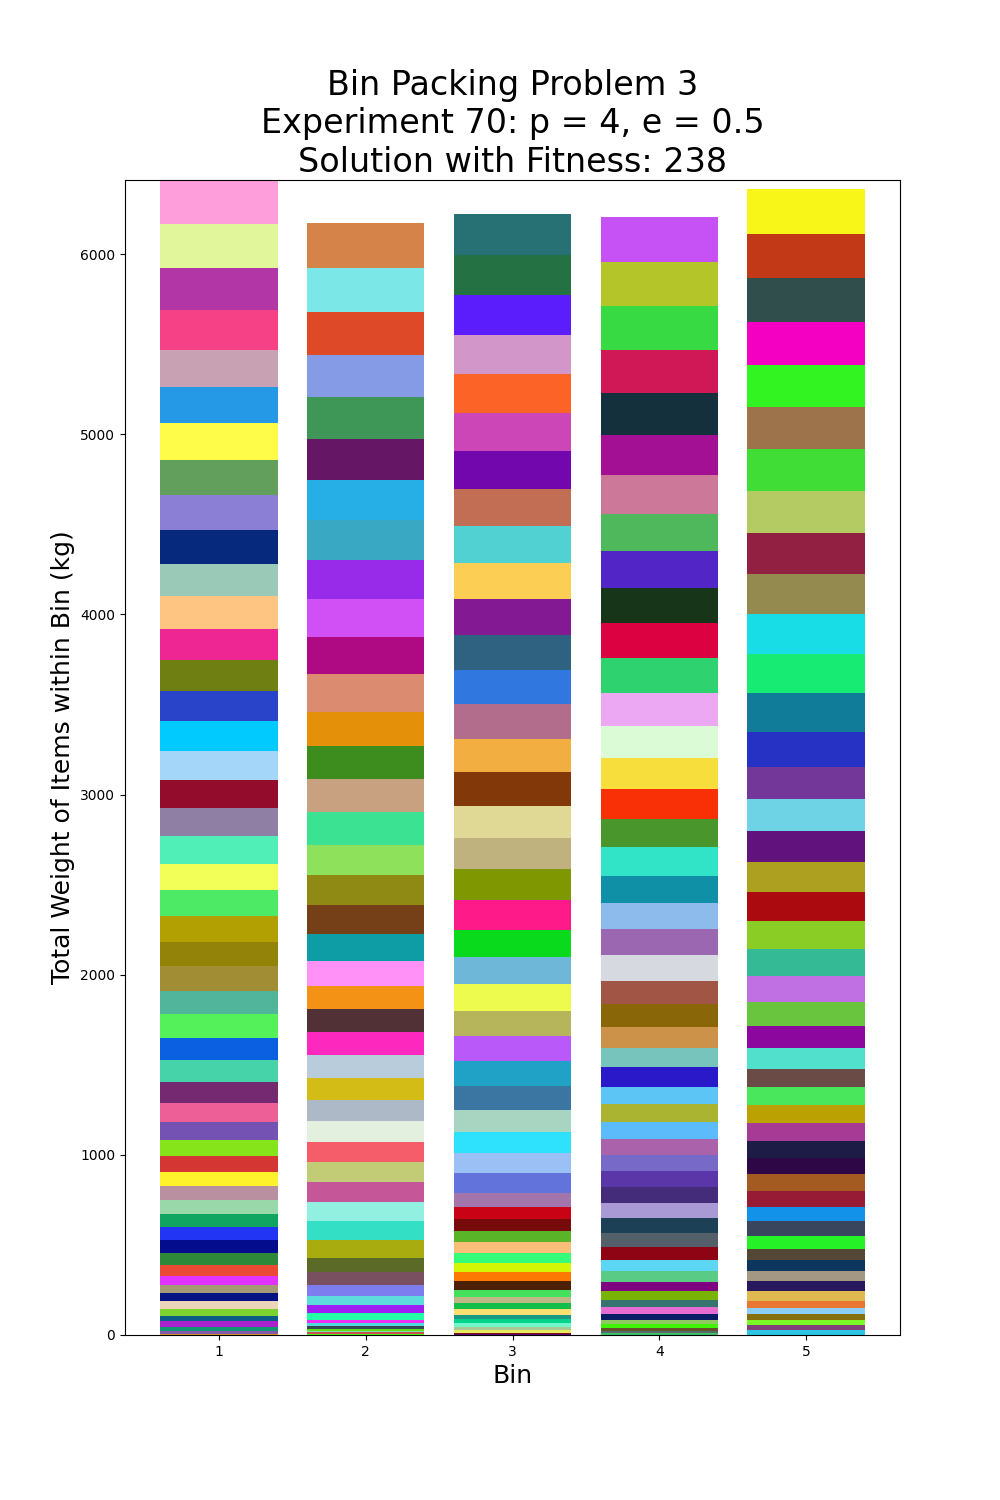 Bin Packing Problem 3
Experiment 70: p = 4, e = 0.5
Solution with Fitness: 238
Total Weight of Items within Bin (kg)
6000
5000
4000
3000
2000
1000
0
1 2 3 4 5
Bin